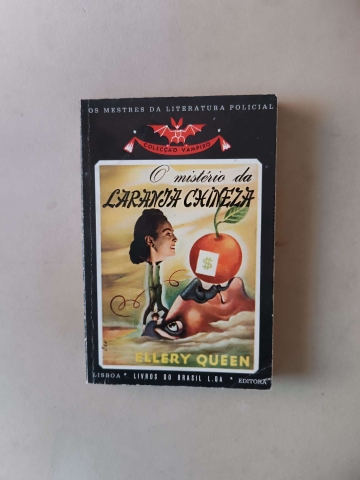 OS MESTRES DA LITERATURA POLICIAL
COLECÇÃO VAMPIRO
O mistério da
LARANJA CHINEZA
$
ELLERY QUEEN
LISBOA * LIVROS DO BRASIL L.DA * EDITORA